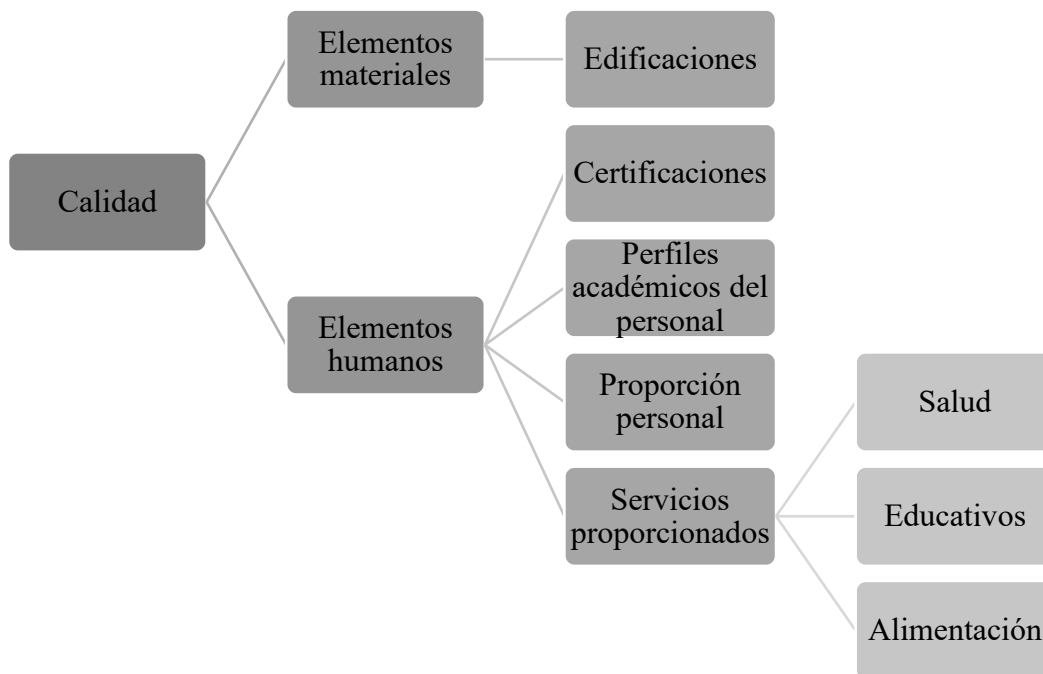 Calidad
Elementos
materiales
Edificaciones
Elementos
humanos
Certificaciones
Perfiles
académicos del
personal
Proporción
personal
Servicios
proporcionados
Salud
Educativos
Alimentación